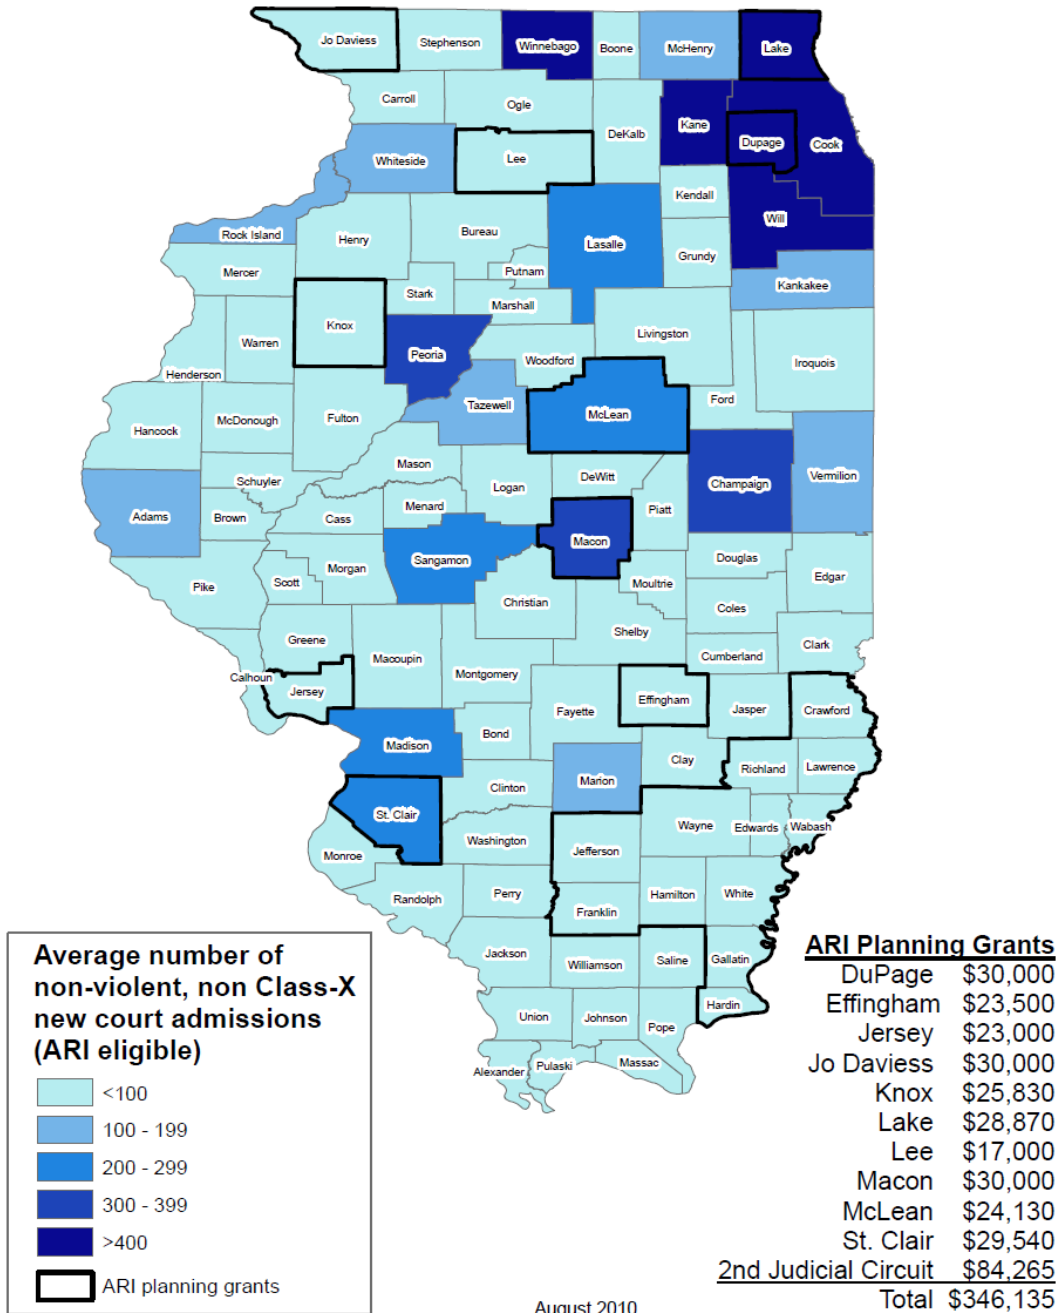 Jo Daviess
Stephenson
Winnebago
Boone
McHenry
Lake
Carroll
Ogle
DeKalb
Kane
Dupage
Cook
Whiteside
Lee
Kendall
Will
Rock Island
Henry
Bureau
Lasalle
Grundy
Mercer
Putnam
Kankakee
Stark
Marshall
Knox
Warren
Peoria
Livingston
Woodford
Iroquois
Henderson
Tazewell
McLean
Ford
Hancock
McDonough
Fulton
Mason
Logan
DeWitt
Champaign
Vermilion
Schuyler
Adams
Brown
Cass
Menard
Piatt
Macon
Sangamon
Douglas
Pike
Scott
Morgan
Moultrie
Edgar
Christian
Coles
Greene
Shelby
Clark
Macoupin
Cumberland
Montgomery
Calhoun
Jersey
Effingham
Jasper
Crawford
Fayette
Madison
Bond
Clay
Richland
Lawrence
Marion
Clinton
St. Clair
Wayne
Edwards
Wabash
Washington
Jefferson
Monroe
Randolph
Perry
Hamilton
White
Franklin
Jackson
Williamson
Saline
Gallatin
Hardin
Union
Johnson
Pope
Alexander
Pulaski
Massac
Average number of
non-violent, non Class-X
new court admissions
(ARI eligible)
<100
100 - 199
200 - 299
300 - 399
>400
ARI planning grants
ARI Planning Grants
DuPage $30,000
Effingham $23,500
Jersey $23,000
Jo Daviess $30,000
Knox $25,830
Lake $28,870
Lee $17,000
Macon $30,000
McLean $24,130
St. Clair $29,540
2nd Judicial Circuit $84,265
Total $346,135
August 2010